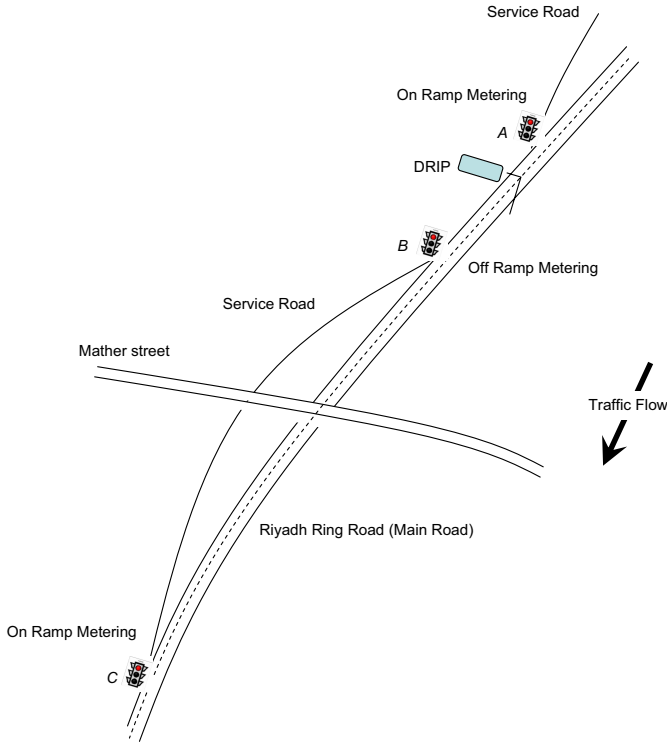 Service Road
On Ramp Metering
A
DRIP
B
Off Ramp Metering
Service Road
Mather street
Traffic Flow
Riyadh Ring Road (Main Road)
On Ramp Metering
C